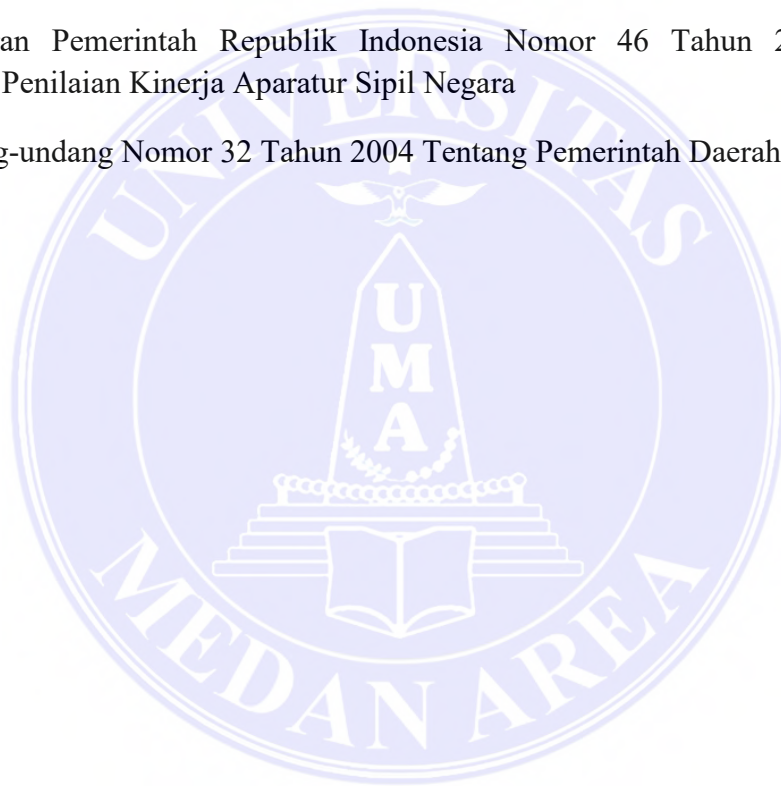 an Pemerintah Republik Indonesia Nomor 46 Tahun 2
Penilaian Kinerja Aparatur Sipil Negara
g-undang Nomor 32 Tahun 2004 Tentang Pemerintah Daerah
UNIVERSITAS
U
M
A
MEDAN AREA